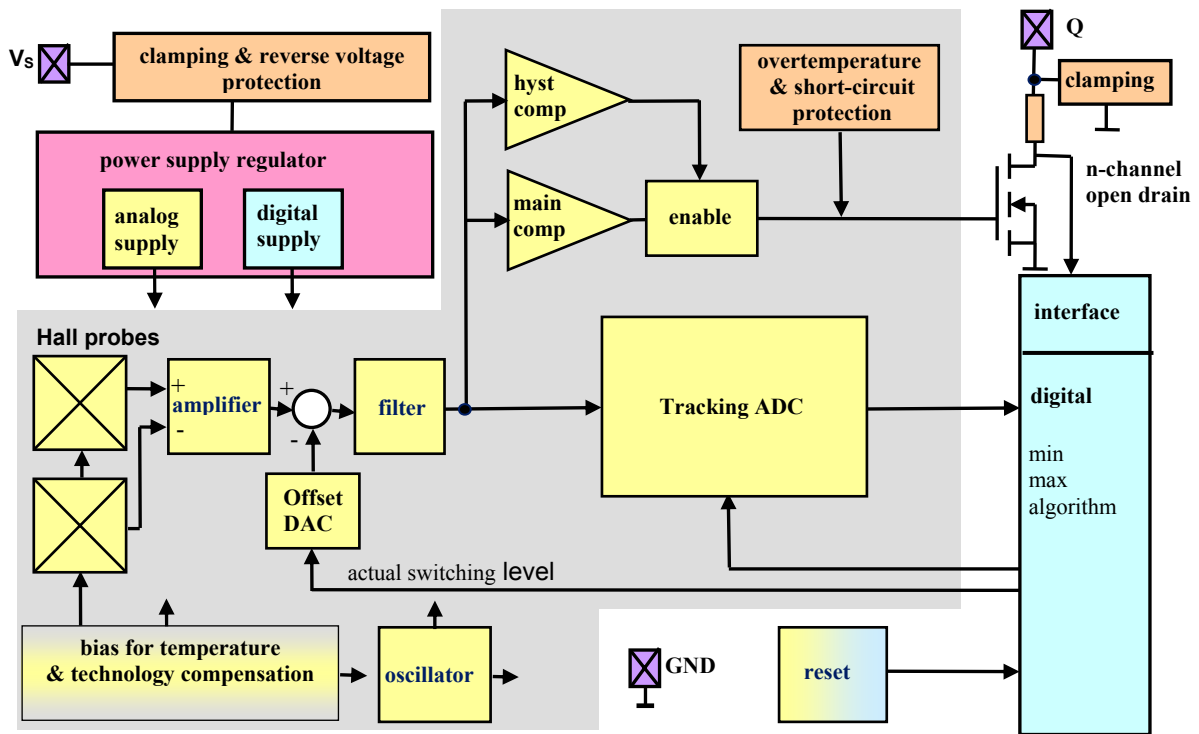 V_S
clamping & reverse voltage
protection
power supply regulator
analog
supply
digital
supply
hyst
comp
main
comp
enable
overtemperature
& short-circuit
protection
Q
clamping
n-channel
open drain
interface
digital
min
max
algorithm
Hall probes
+
-
amplifier
+
-
filter
Tracking ADC
Offset
DAC
actual switching level
bias for temperature
& technology compensation
oscillator
GND
reset